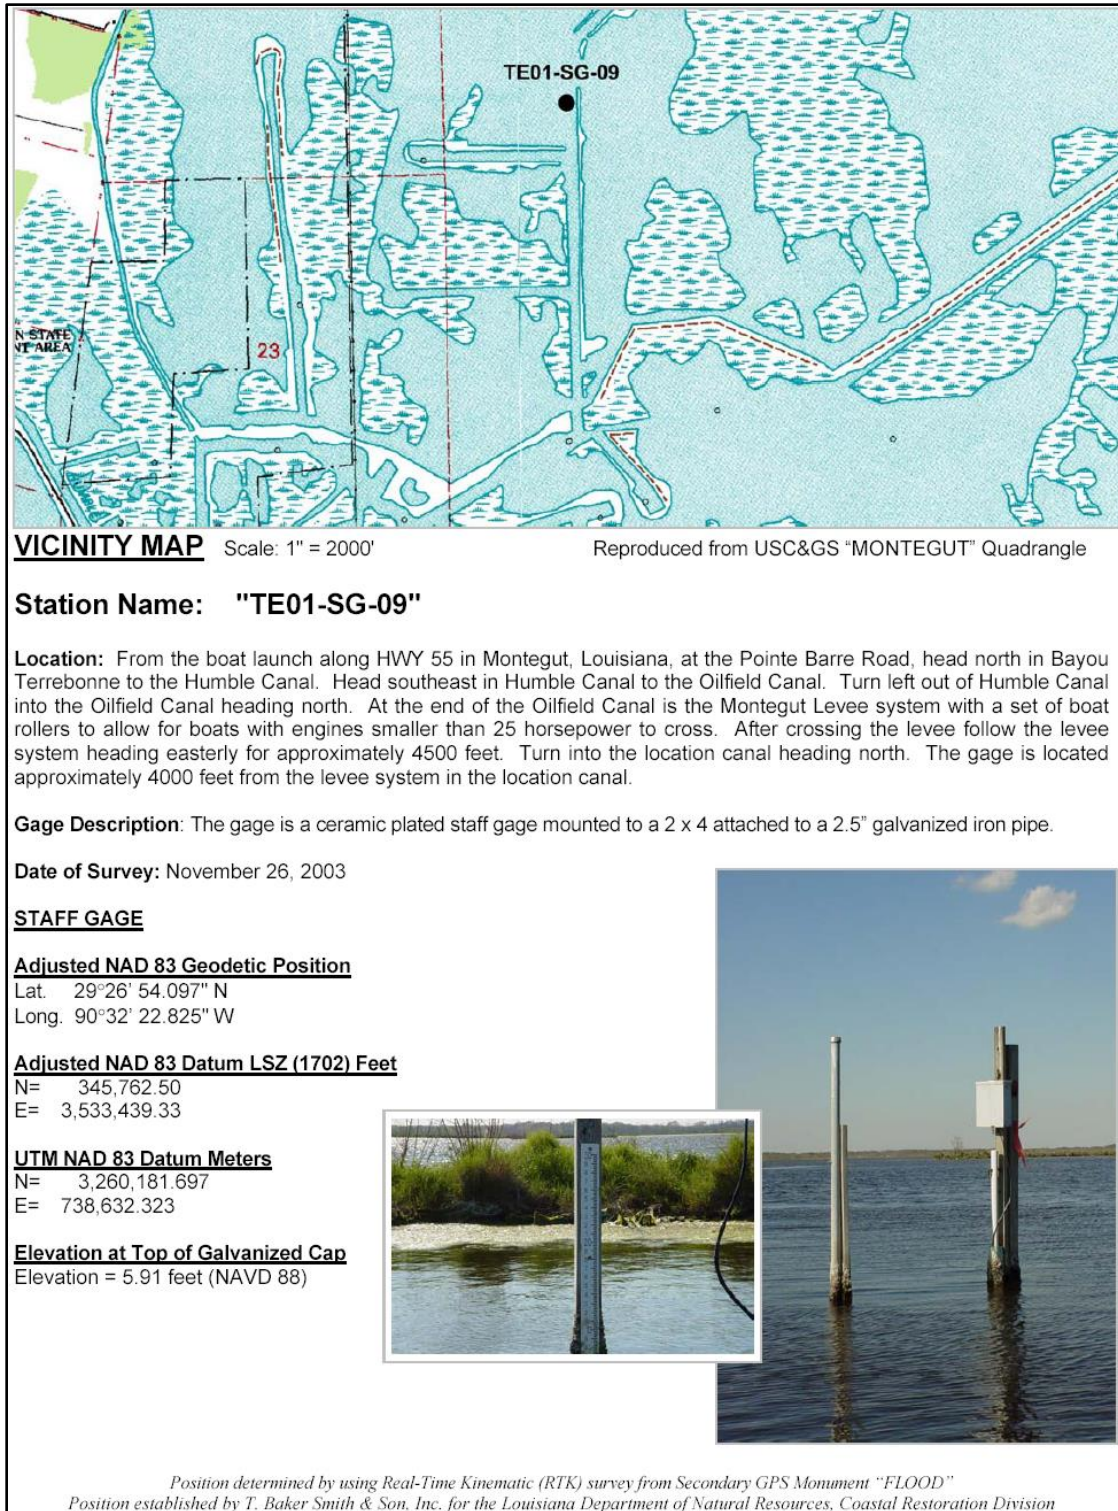 TE01-SG-09
N STATE
NT AREA
23
VICINITY MAP Scale: 1" = 2000' Reproduced from USC&GS “MONTEGUT” Quadrangle
Station Name: "TE01-SG-09"
Location: From the boat launch along HWY 55 in Montegut, Louisiana, at the Pointe Barre Road, head north in Bayou
Terrebonne to the Humble Canal. Head southeast in Humble Canal to the Oilfield Canal. Turn left out of Humble Canal
into the Oilfield Canal heading north. At the end of the Oilfield Canal is the Montegut Levee system with a set of boat
rollers to allow for boats with engines smaller than 25 horsepower to cross. After crossing the levee follow the levee
system heading easterly for approximately 4500 feet. Turn into the location canal heading north. The gage is located
approximately 4000 feet from the levee system in the location canal.
Gage Description: The gage is a ceramic plated staff gage mounted to a 2 x 4 attached to a 2.5” galvanized iron pipe.
Date of Survey: November 26, 2003
STAFF GAGE
Adjusted NAD 83 Geodetic Position
Lat. 29°26’ 54.097" N
Long. 90°32’ 22.825" W
Adjusted NAD 83 Datum LSZ (1702) Feet
N= 345,762.50
E= 3,533,439.33
UTM NAD 83 Datum Meters
N= 3,260,181.697
E= 738,632.323
Elevation at Top of Galvanized Cap
Elevation = 5.91 feet (NAVD 88)
Position determined by using Real-Time Kinematic (RTK) survey from Secondary GPS Monument “FLOOD”
Position established by T. Baker Smith & Son, Inc. for the Louisiana Department of Natural Resources, Coastal Restoration Division